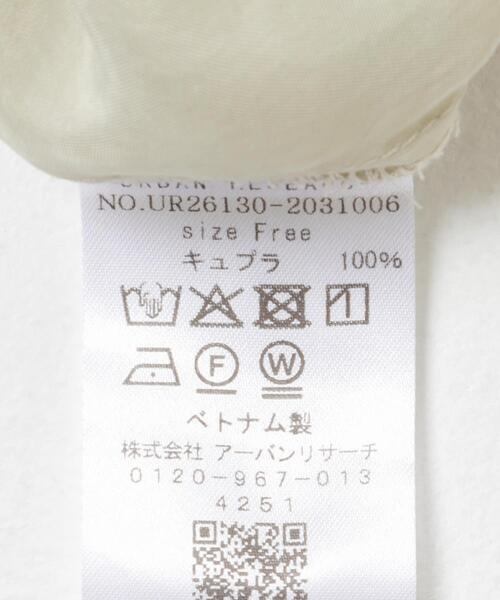 NO.UR26130-2031006
size Free
キュプラ 100%
F W
ベトナム製
株式会社 アーバンリサーチ
0120-967-013
4251